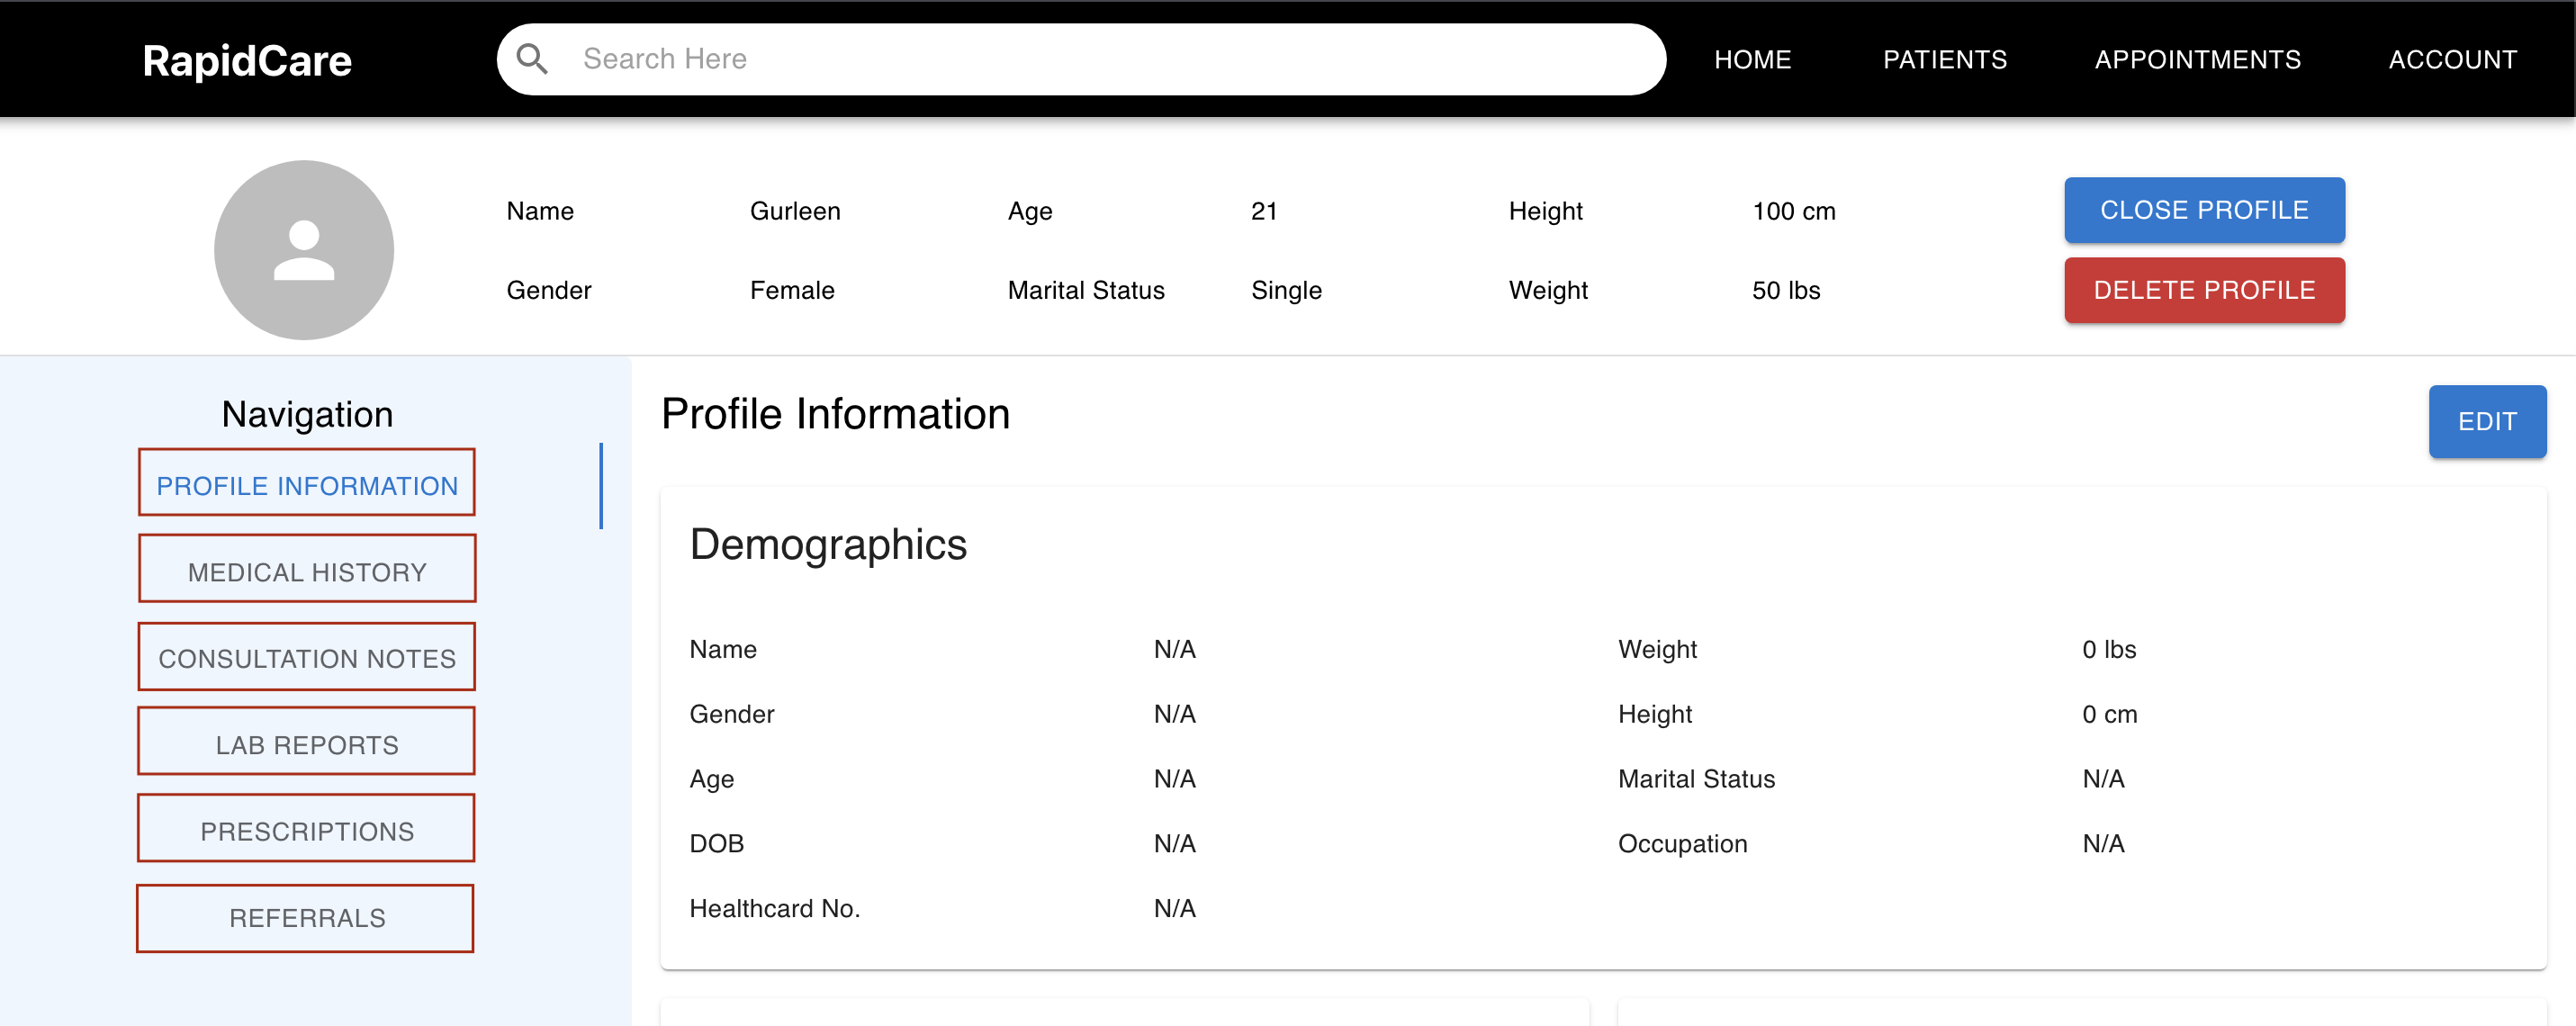 RapidCare Search Here HOME PATIENTS APPOINTMENTS ACCOUNT
Name Gurleen Age 21 Height 100 cm CLOSE PROFILE
Gender Female Marital Status Single Weight 50 lbs DELETE PROFILE
Navigation
PROFILE INFORMATION
MEDICAL HISTORY
CONSULTATION NOTES
LAB REPORTS
PRESCRIPTIONS
REFERRALS
Profile Information EDIT
Demographics
Name N/A Weight 0 lbs
Gender N/A Height 0 cm
Age N/A Marital Status N/A
DOB N/A Occupation N/A
Healthcard No. N/A